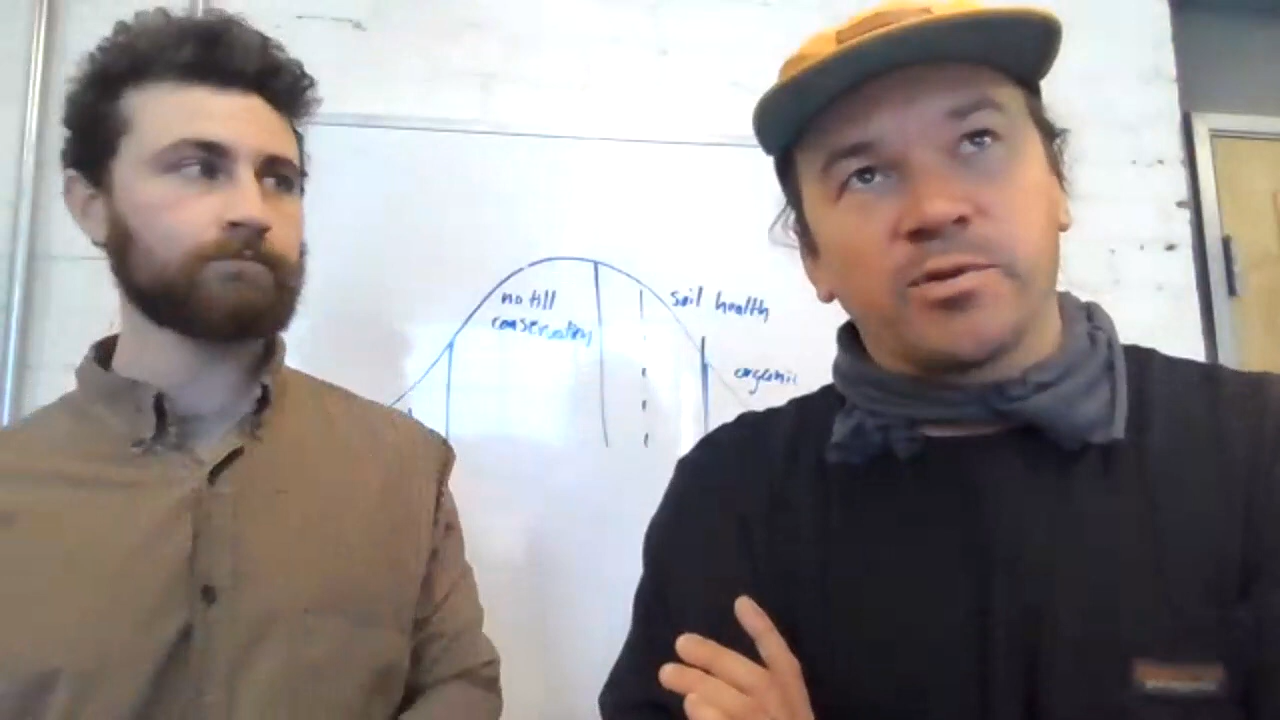 no till
conservation
soil health
organic